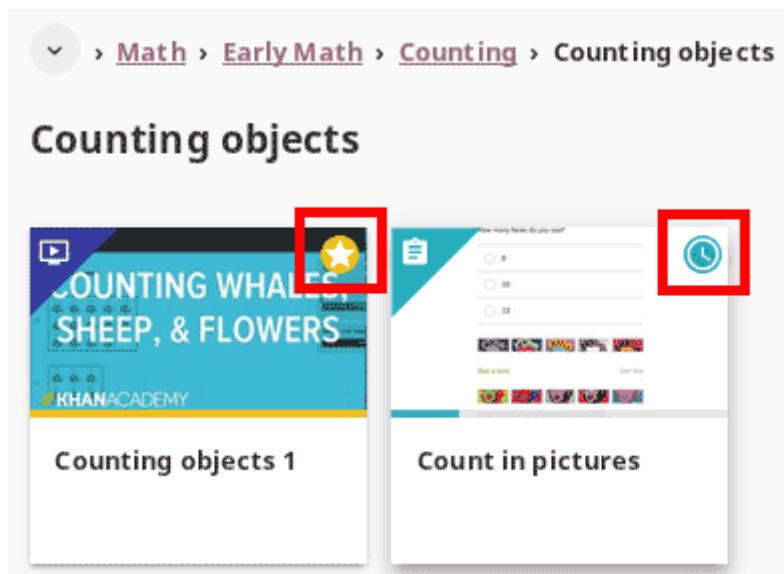 › Math › Early Math › Counting › Counting objects
Counting objects
COUNTING WHALES,
SHEEP, & FLOWERS
KHANACADEMY
How many faces do you see?
10
13
Counting objects 1
Count in pictures